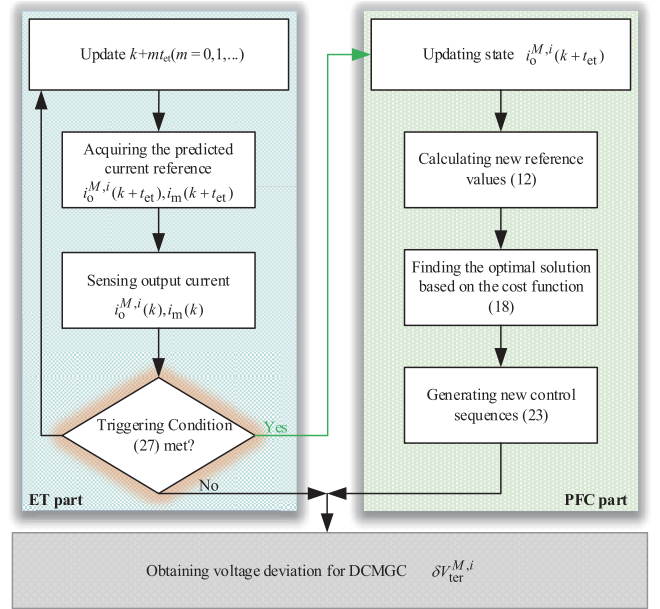 Update k+mt_et(m = 0,1,...)
Acquiring the predicted
current reference
i_o^{M,i}(k+t_et),i_m(k+t_et)
Sensing output current
i_o^{M,i}(k),i_m(k)
Triggering Condition
(27) met?
Yes
No
ET part
Updating state i_o^{M,i}(k+t_et)
Calculating new reference
values (12)
Finding the optimal solution
based on the cost function
(18)
Generating new control
sequences (23)
PFC part
Obtaining voltage deviation for DCMGC δV_ter^{M,i}